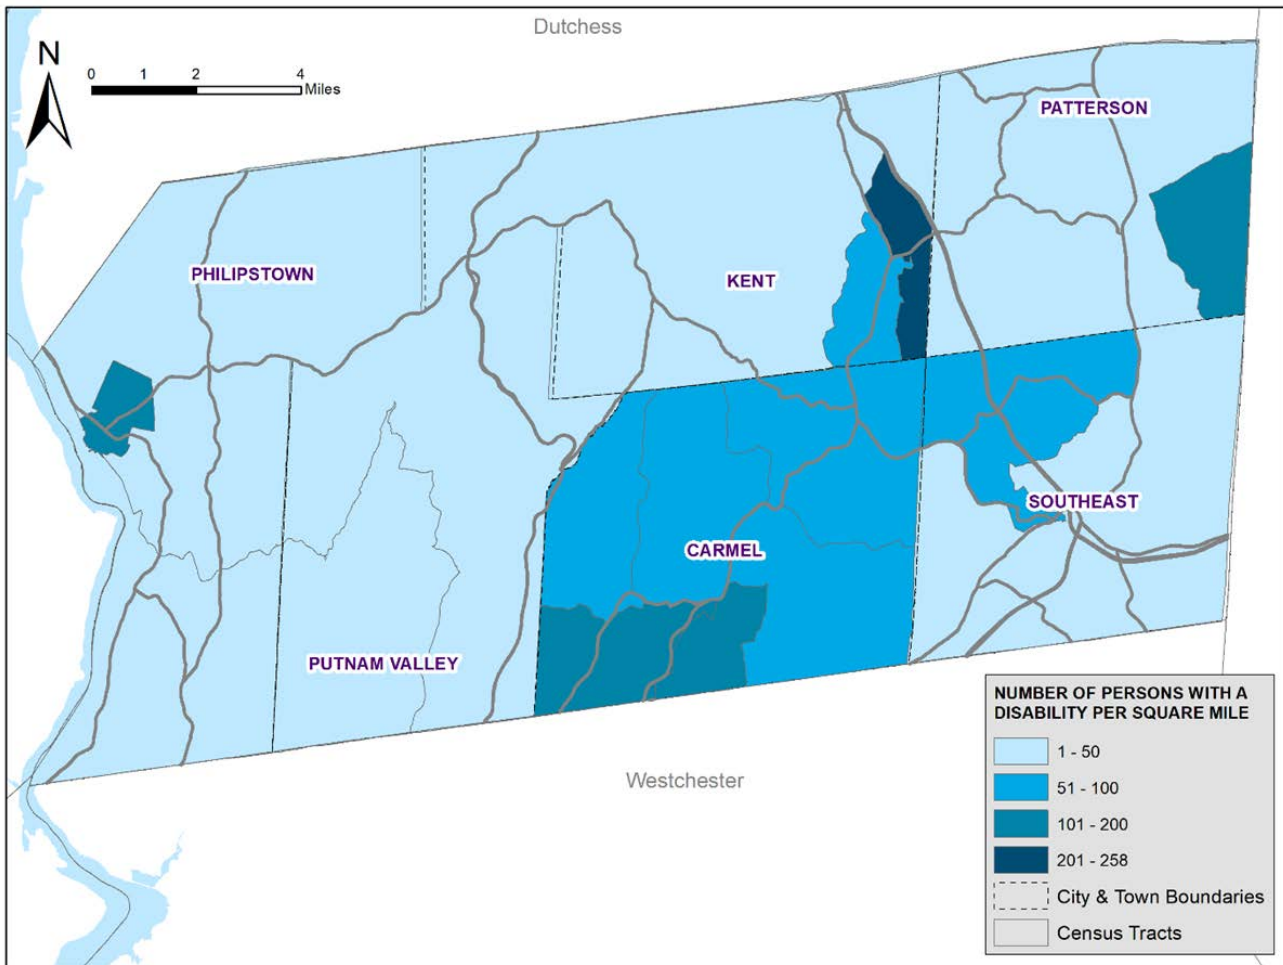 Dutchess
N
0 1 2 4
Miles
PATTERSON
PHILIPSTOWN
KENT
SOUTHEAST
CARMEL
PUTNAM VALLEY
Westchester
NUMBER OF PERSONS WITH A
DISABILITY PER SQUARE MILE
1 - 50
51 - 100
101 - 200
201 - 258
City & Town Boundaries
Census Tracts